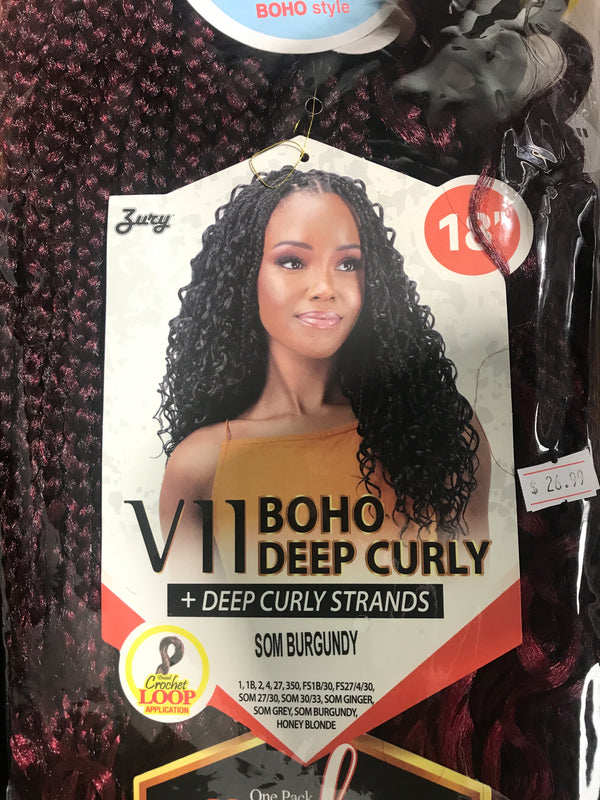 BOHO style
Zury
18"
$ 26.99
VII BOHO
DEEP CURLY
+ DEEP CURLY STRANDS
SOM BURGUNDY
Crochet
LOOP
APPLICATION
1, 1B, 2, 4, 27, 350, FS1B/30, FS27/4/30,
SOM 27/30, SOM 30/33, SOM GINGER,
SOM GREY, SOM BURGUNDY,
HONEY BLONDE
One Pack